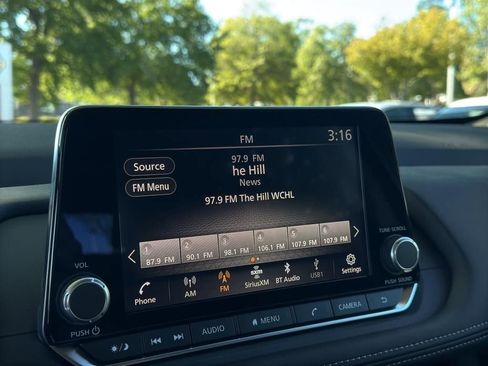 FM
3:16
Source
97.9 FM
he Hill
News
FM Menu
97.9 FM The Hill WCHL
1 2 3 4 5 6
87.9 FM 90.1 FM 98.1 FM 106.1 FM 107.9 FM 107.9 FM
Phone AM FM sxm SiriusXM BT Audio USB1 Settings
VOL
PUSH
TUNE·SCROLL
PUSH SOUND
AUDIO MENU CAMERA